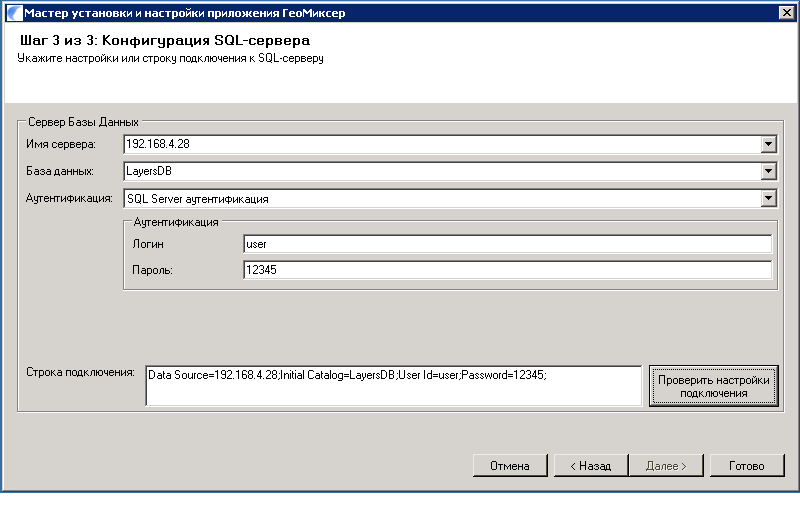 Мастер установки и настройки приложения ГеоМиксер
Шаг 3 из 3: Конфигурация SQL-сервера
Укажите настройки или строку подключения к SQL-серверу
Сервер Базы Данных
Имя сервера: 192.168.4.28
База данных: LayersDB
Аутентификация: SQL Server аутентификация
Аутентификация
Логин user
Пароль: 12345
Строка подключения: Data Source=192.168.4.28;Initial Catalog=LayersDB;User Id=user;Password=12345;
Проверить настройки
подключения
Отмена < Назад Далее > Готово